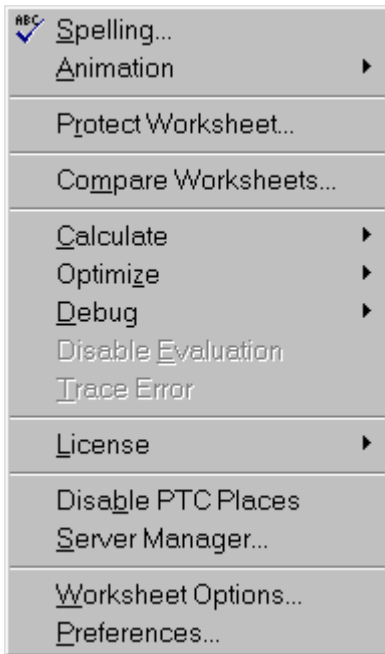 ABC
Spelling...
Animation
Protect Worksheet...
Compare Worksheets...
Calculate
Optimize
Debug
Disable Evaluation
Trace Error
License
Disable PTC Places
Server Manager...
Worksheet Options...
Preferences...